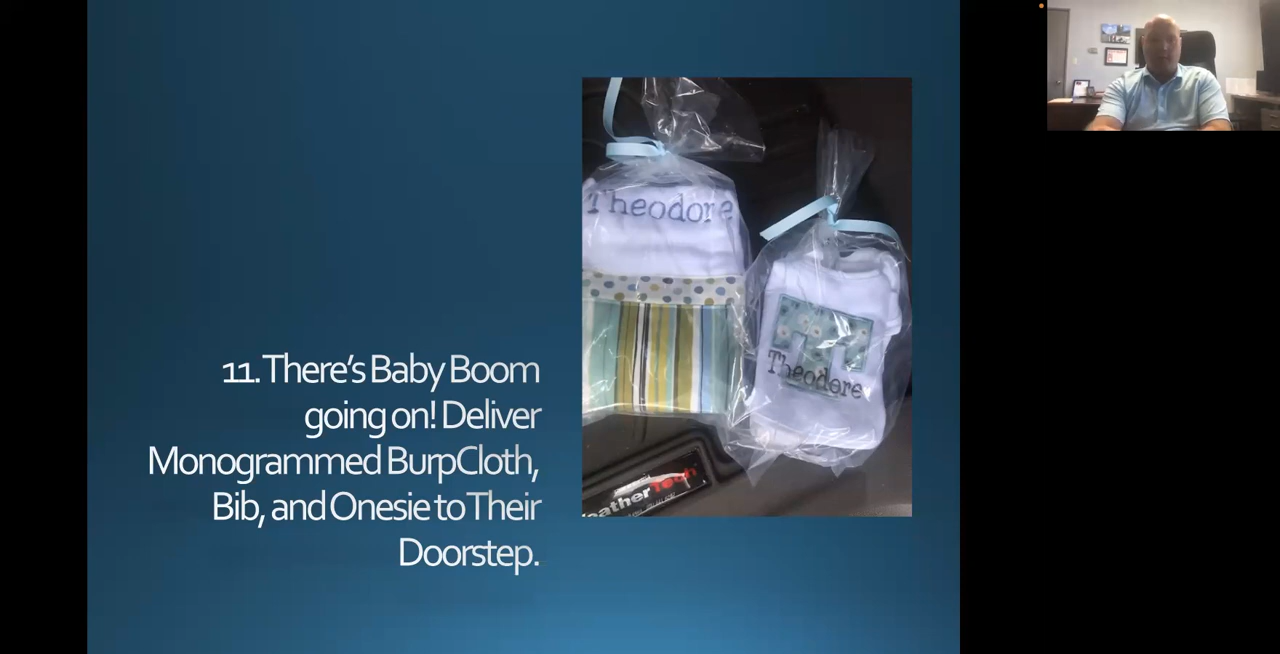 11. There's Baby Boom
going on! Deliver
Monogrammed BurpCloth,
Bib, and Onesie to Their
Doorstep.
Theodore
Theodore
eatherTech